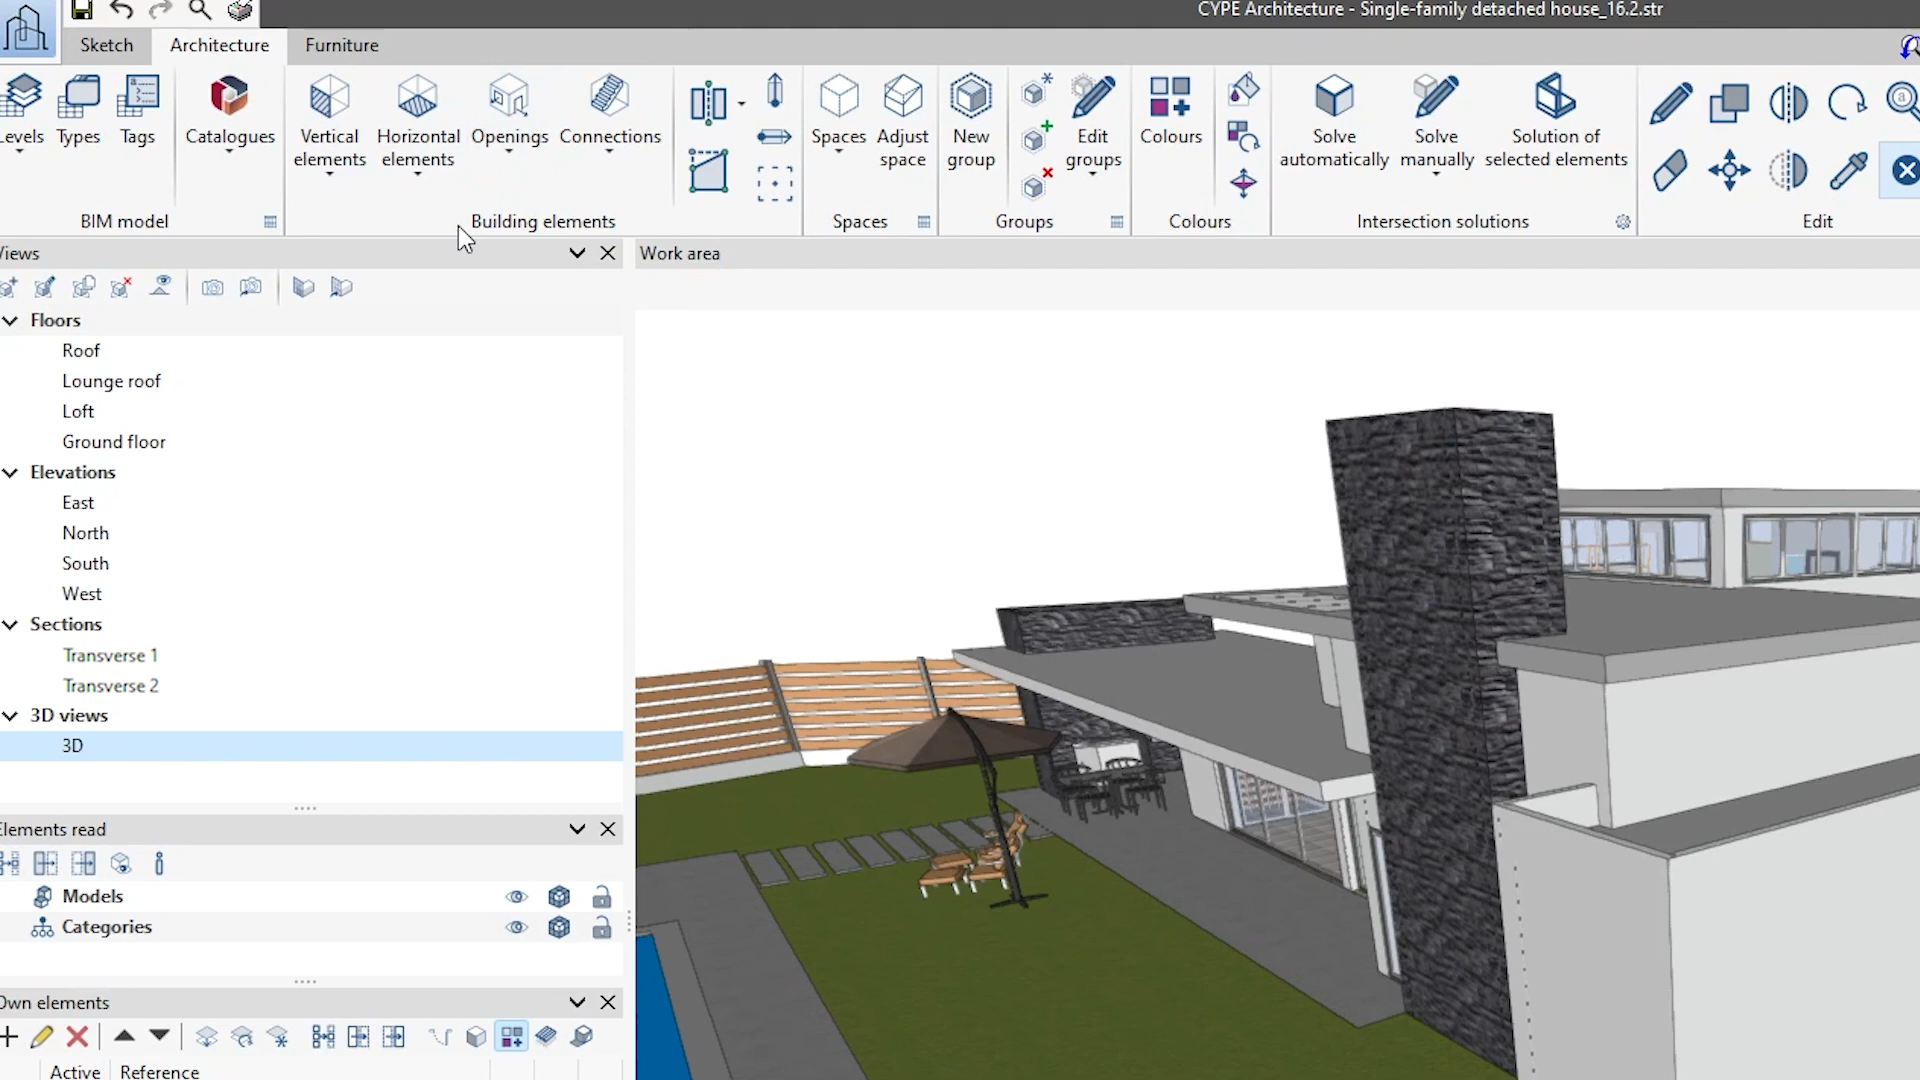 CYPE Architecture - Single-family detached house_16.2.str
Sketch Architecture Furniture
Levels Types Tags Catalogues Vertical elements Horizontal elements Openings Connections Spaces Adjust space New group Edit groups Colours Solve automatically Solve manually Solution of selected elements
BIM model Building elements Spaces Groups Colours Intersection solutions Edit
Views Work area
Floors
Roof
Lounge roof
Loft
Ground floor
Elevations
East
North
South
West
Sections
Transverse 1
Transverse 2
3D views
3D
Elements read
Models
Categories
Own elements
Active Reference